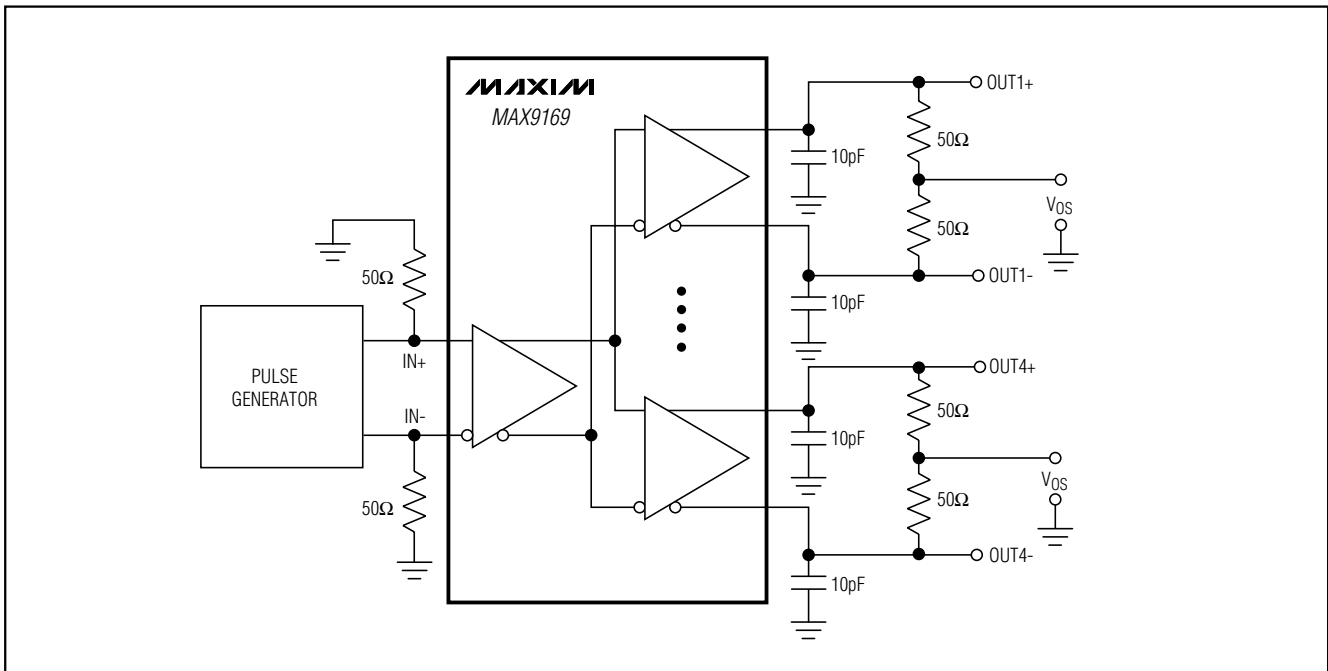 MAXIM
MAX9169
OUT1+
50Ω
10pF
VOS
50Ω
OUT1-
10pF
50Ω
IN+
PULSE
GENERATOR
IN-
50Ω
OUT4+
50Ω
10pF
VOS
50Ω
OUT4-
10pF